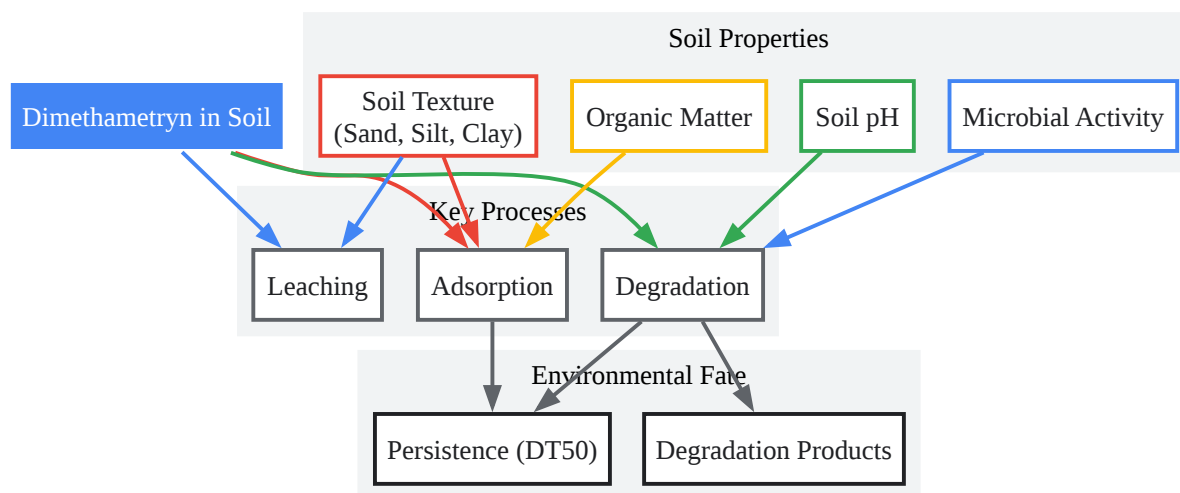 Soil Properties
Dimethametryn in Soil
Soil Texture
(Sand, Silt, Clay)
Organic Matter
Soil pH
Microbial Activity
Key Processes
Leaching
Adsorption
Degradation
Environmental Fate
Persistence (DT50)
Degradation Products